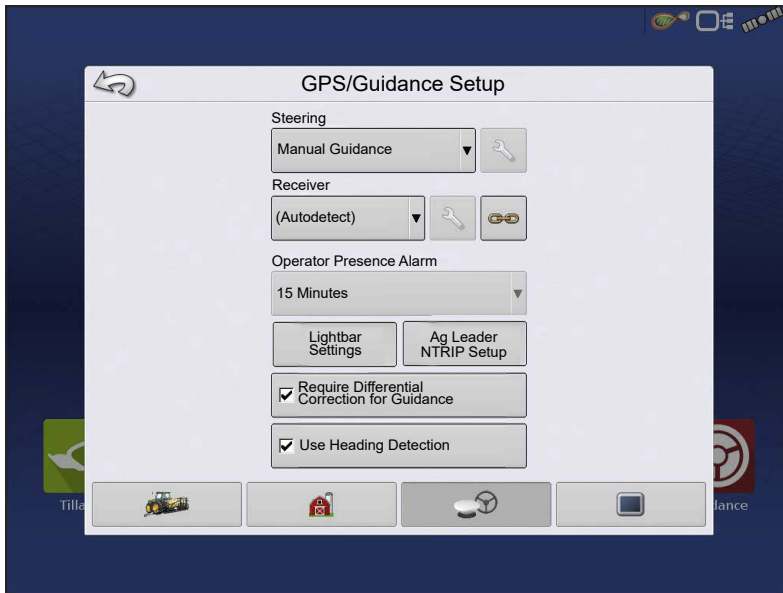 GPS/Guidance Setup
Steering
Manual Guidance
Receiver
(Autodetect)
Operator Presence Alarm
15 Minutes
Lightbar
Settings
Ag Leader
NTRIP Setup
Require Differential
Correction for Guidance
Use Heading Detection
Tilla
dance